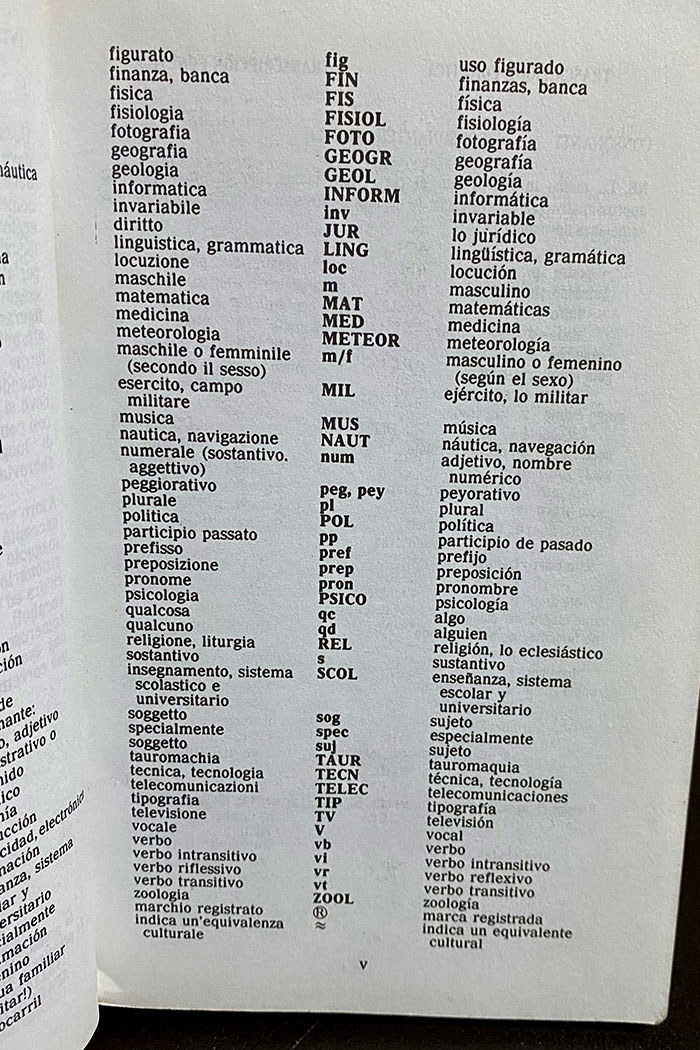 figurato fig uso figurado
finanza, banca FIN finanzas, banca
fisica FIS física
fisiologia FISIOL fisiología
fotografia FOTO fotografía
geografia GEOGR geografía
geologia GEOL geología
informatica INFORM informática
invariabile inv invariable
diritto JUR lo jurídico
linguistica, grammatica LING lingüística, gramática
locuzione loc locución
maschile m masculino
matematica MAT matemáticas
medicina MED medicina
meteorologia METEOR meteorología
maschile o femminile m/f masculino o femenino
(secondo il sesso) (según el sexo)
esercito, campo MIL ejército, lo militar
militare
musica MUS música
nautica, navigazione NAUT náutica, navegación
numerale (sostantivo. num adjetivo, nombre
aggettivo) numérico
peggiorativo peg, pey peyorativo
plurale pl plural
politica POL política
participio passato pp participio de pasado
prefisso pref prefijo
preposizione prep preposición
pronome pron pronombre
psicologia PSICO psicología
qualcosa qc algo
qualcuno qd alguien
religione, liturgia REL religión, lo eclesiástico
sostantivo s sustantivo
insegnamento, sistema SCOL enseñanza, sistema
scolastico e escolar y
universitario universitario
soggetto sog sujeto
specialmente spec especialmente
soggetto suj sujeto
tauromachia TAUR tauromaquia
tecnica, tecnologia TECN técnica, tecnología
telecomunicazioni TELEC telecomunicaciones
tipografia TIP tipografía
televisione TV televisión
vocale V vocal
verbo vb verbo
verbo intransitivo vi verbo intransitivo
verbo riflessivo vr verbo reflexivo
verbo transitivo vt verbo transitivo
zoologia ZOOL zoología
marchio registrato ® marca registrada
indica un'equivalenza ≈ indica un equivalente
culturale cultural
v